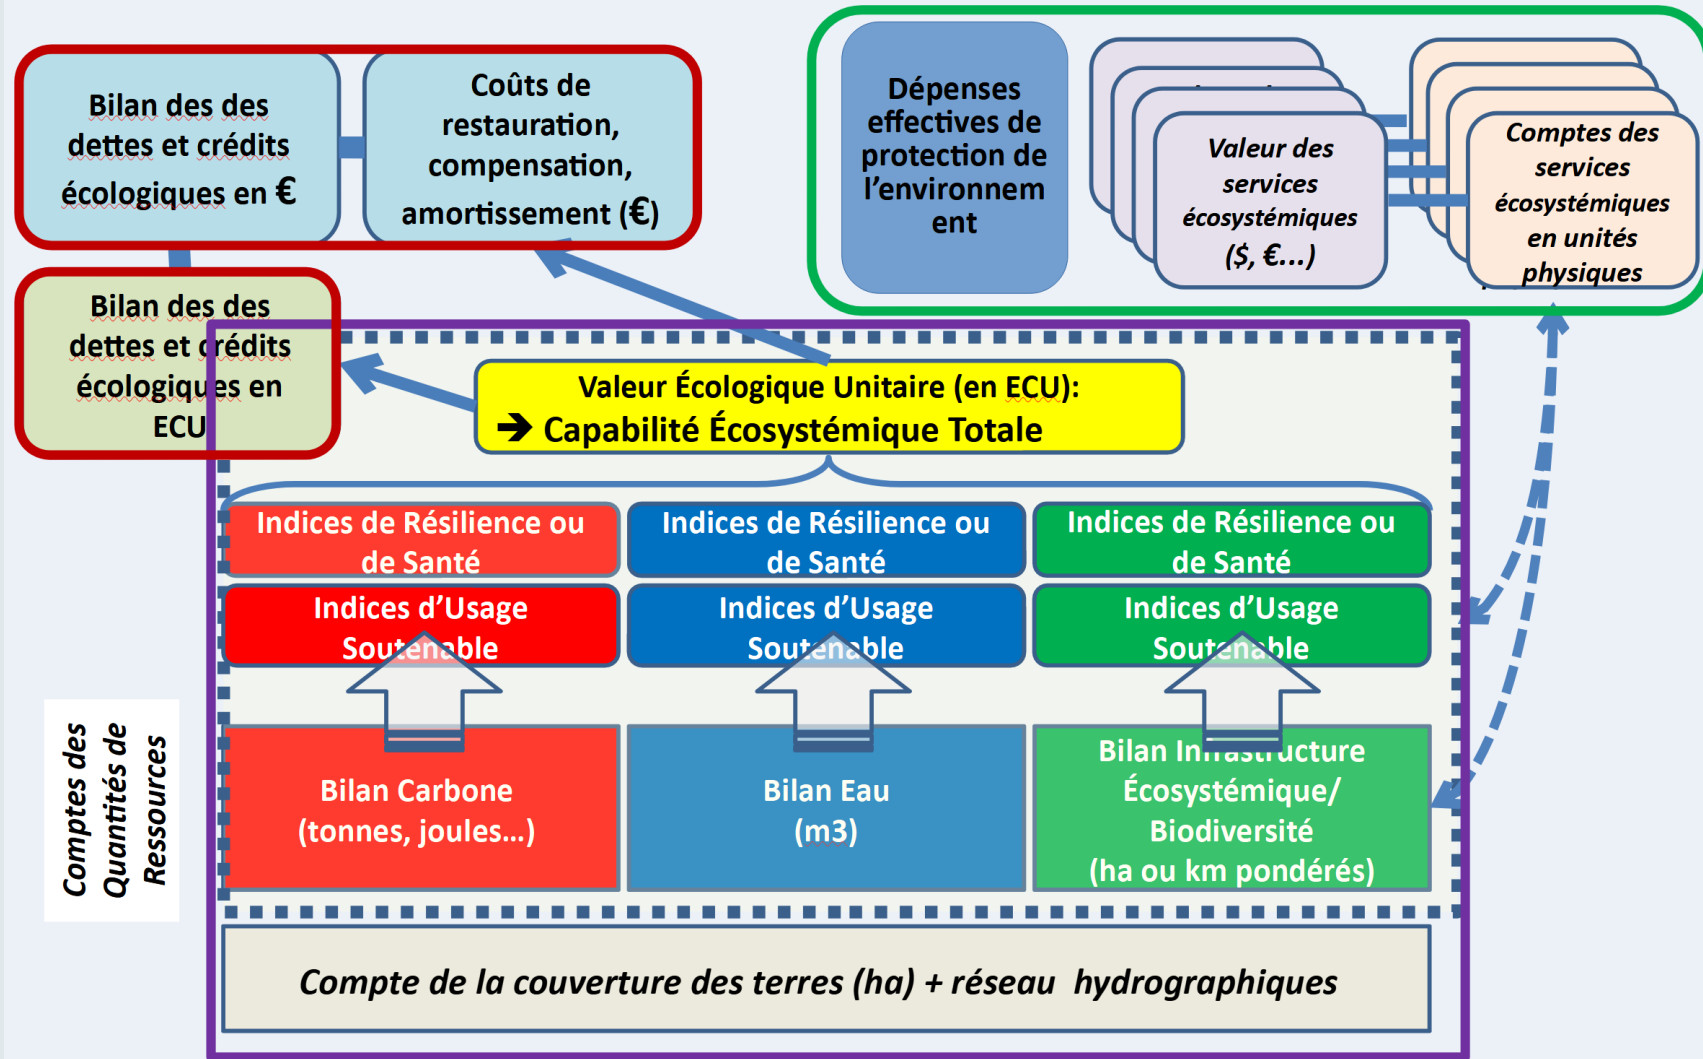 Bilan des des
dettes et crédits
écologiques en €
Coûts de
restauration,
compensation,
amortissement (€)
Dépenses
effectives de
protection de
l’environnem
ent
Valeur des
services
écosystémiques
($, €...)
Comptes des
services
écosystémiques
en unités
physiques
Bilan des des
dettes et crédits
écologiques en
ECU
Valeur Écologique Unitaire (en ECU):
➔ Capabilité Écosystémique Totale
Indices de Résilience ou
de Santé
Indices de Résilience ou
de Santé
Indices de Résilience ou
de Santé
Indices d’Usage
Soutenable
Indices d’Usage
Soutenable
Indices d’Usage
Soutenable
Comptes des
Quantités de
Ressources
Bilan Carbone
(tonnes, joules…)
Bilan Eau
(m3)
Bilan Infrastructure
Écosystémique/
Biodiversité
(ha ou km pondérés)
Compte de la couverture des terres (ha) + réseau hydrographiques